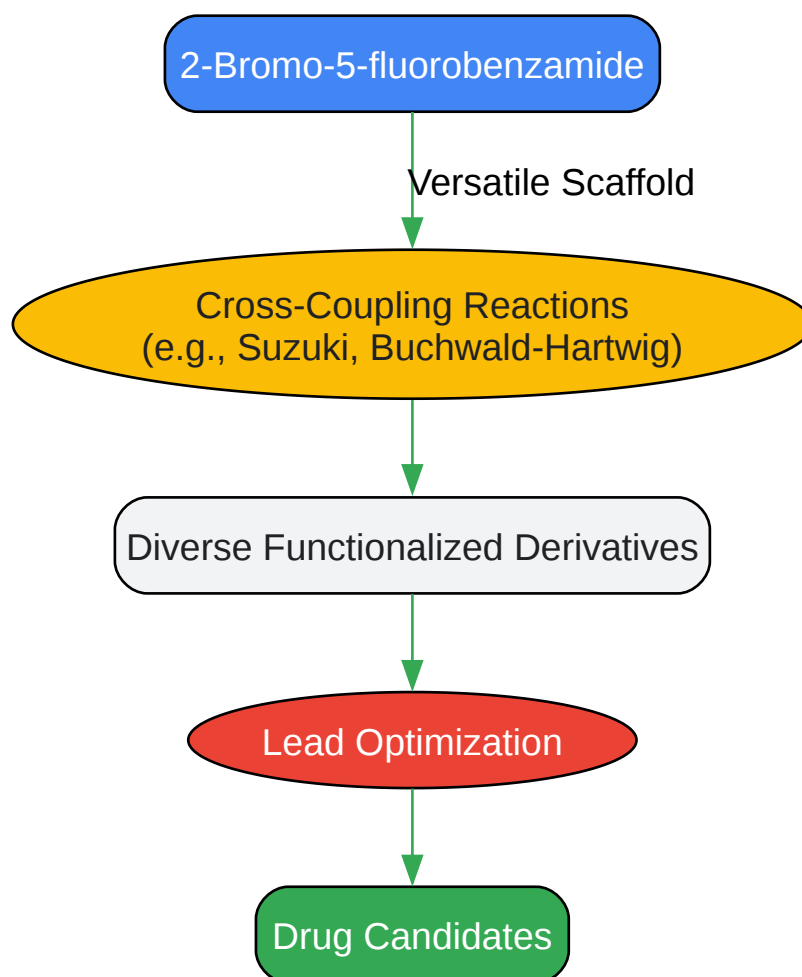 2-Bromo-5-fluorobenzamide
Versatile Scaffold
Cross-Coupling Reactions
(e.g., Suzuki, Buchwald-Hartwig)
Diverse Functionalized Derivatives
Lead Optimization
Drug Candidates